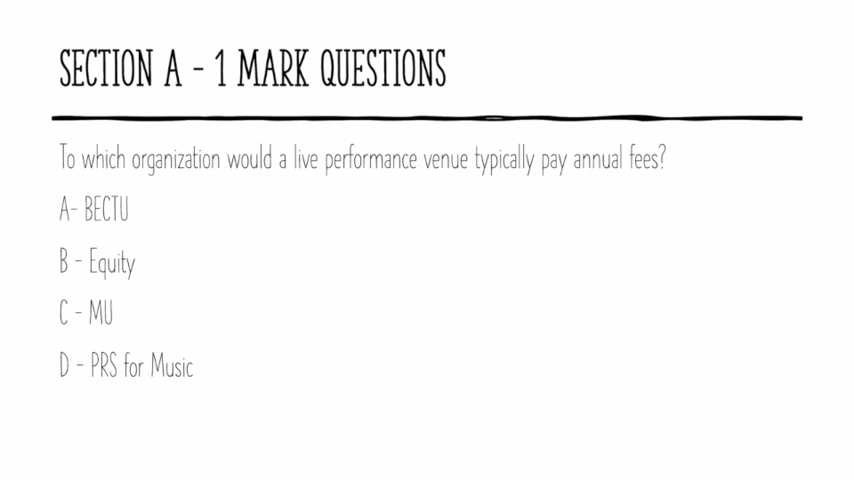 SECTION A - 1 MARK QUESTIONS
To which organization would a live performance venue typically pay annual fees?
A- BECTU
B - Equity
C - MU
D - PRS for Music